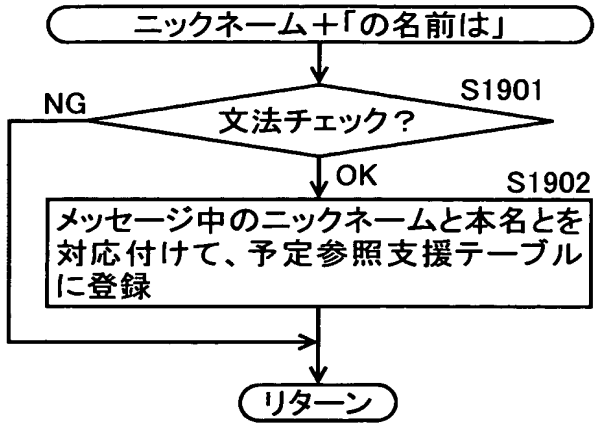 ニックネーム+「の名前は」
NG
S1901
文法チェック?
OK
S1902
メッセージ中のニックネームと本名とを
対応付けて、予定参照支援テーブル
に登録
リターン